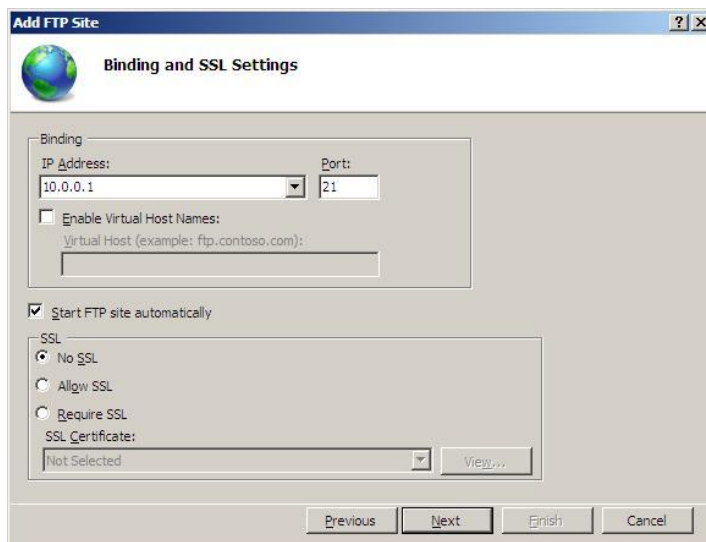 Add FTP Site
Binding and SSL Settings
Binding
IP Address:
Port:
10.0.0.1
21
Enable Virtual Host Names:
Virtual Host (example: ftp.contoso.com):
Start FTP site automatically
SSL
No SSL
Allow SSL
Require SSL
SSL Certificate:
Not Selected
View...
Previous
Next
Finish
Cancel